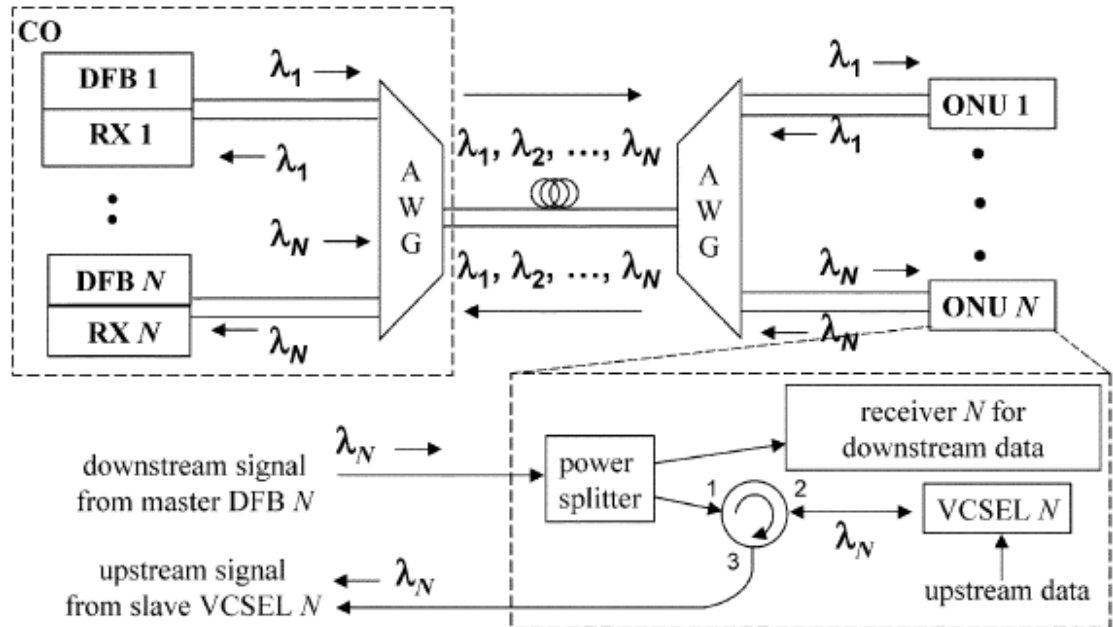 CO
DFB 1
RX 1
λ1
λ1
DFB N
RX N
λN
λN
A
W
G
λ1, λ2, ..., λN
λ1, λ2, ..., λN
A
W
G
λ1
λ1
ONU 1
λN
λN
ONU N
downstream signal
from master DFB N
λN
power
splitter
receiver N for
downstream data
1
2
3
λN
VCSEL N
upstream data
upstream signal
from slave VCSEL N
λN